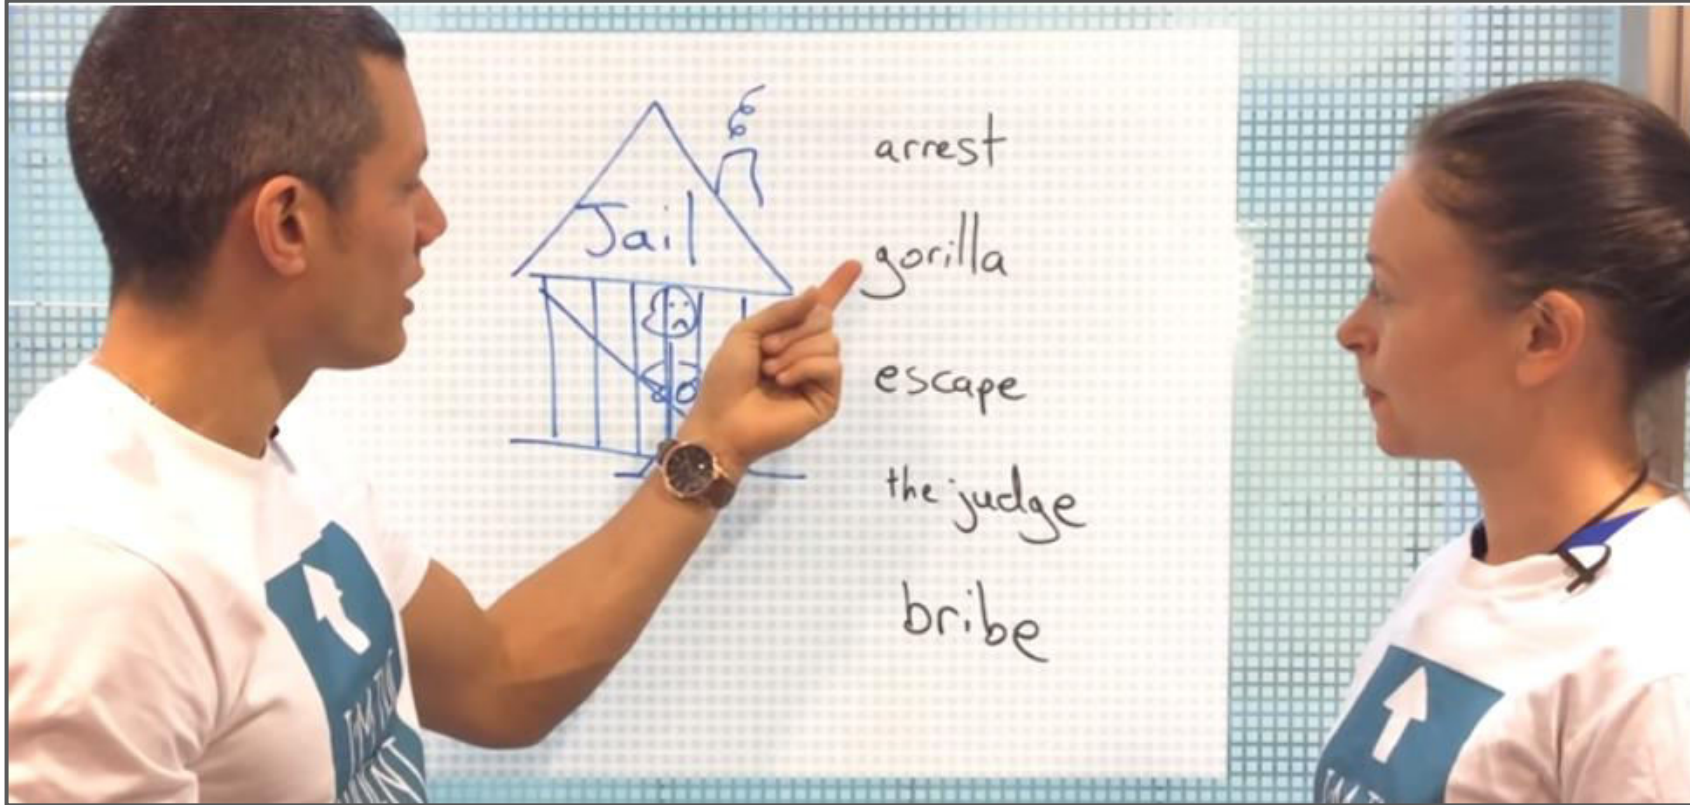 Jail
arrest
gorilla
escape
the judge
bribe
I'M